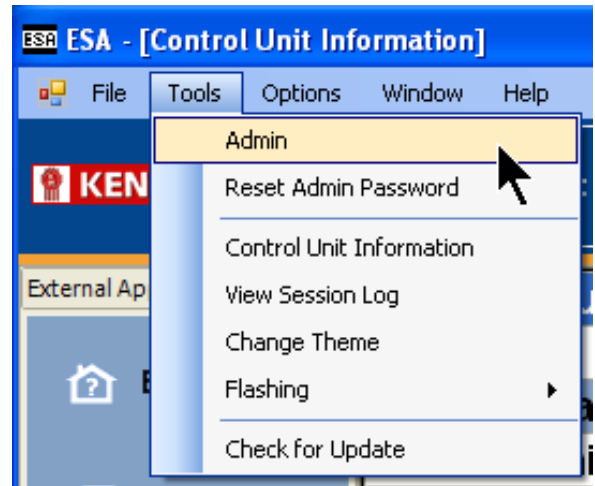 ESA ESA - [Control Unit Information]
File Tools Options Window Help
Admin
KEN
Reset Admin Password
Control Unit Information
External Ap
View Session Log
Change Theme
Flashing
Check for Update